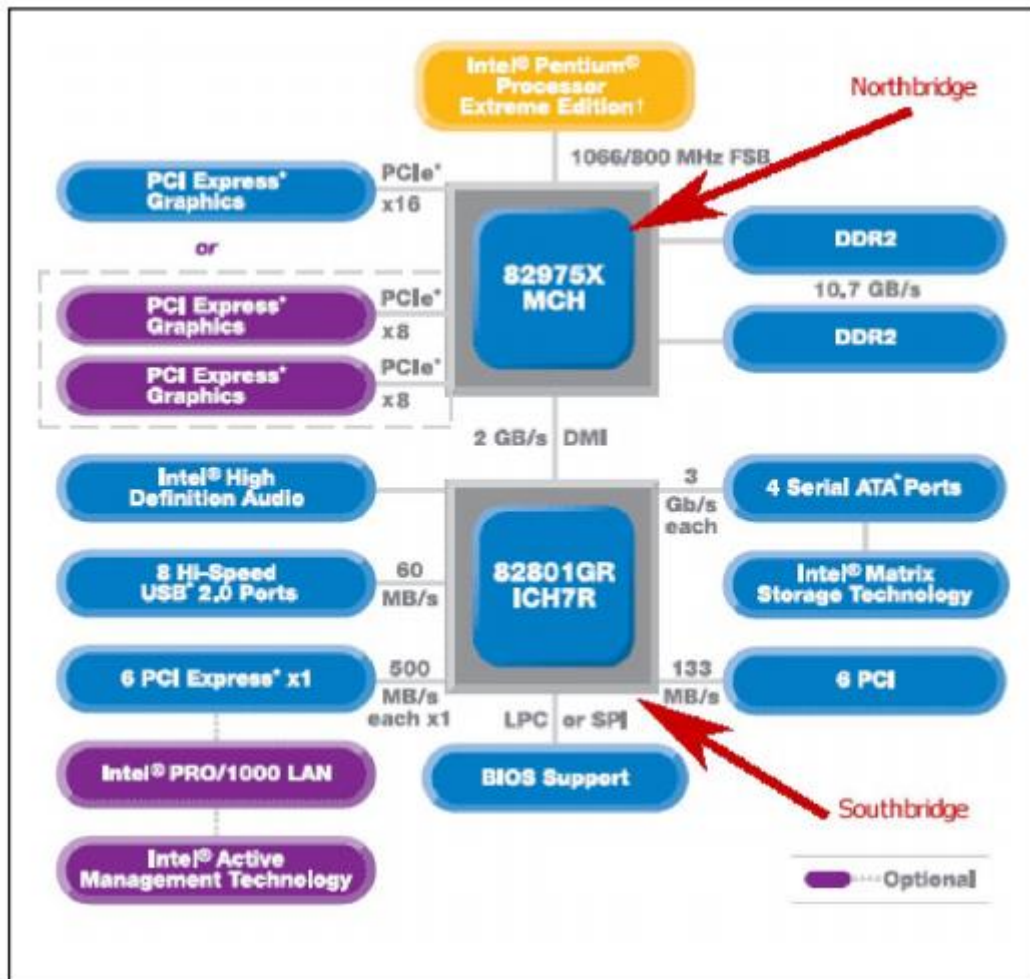 Intel® Pentium®
Processor
Extreme Edition†
Northbridge
1066/800 MHz FSB
PCI Express*
Graphics
PCIe*
x16
or
PCI Express*
Graphics
PCIe*
x8
PCI Express*
Graphics
PCIe*
x8
82975X
MCH
DDR2
10.7 GB/s
DDR2
2 GB/s DMI
Intel® High
Definition Audio
3
Gb/s
each
4 Serial ATA* Ports
8 Hi-Speed
USB* 2.0 Ports
60
MB/s
82801GR
ICH7R
Intel® Matrix
Storage Technology
6 PCI Express* x1
500
MB/s
each x1
133
MB/s
6 PCI
LPC or SPI
Intel® PRO/1000 LAN
BIOS Support
Southbridge
Intel® Active
Management Technology
Optional